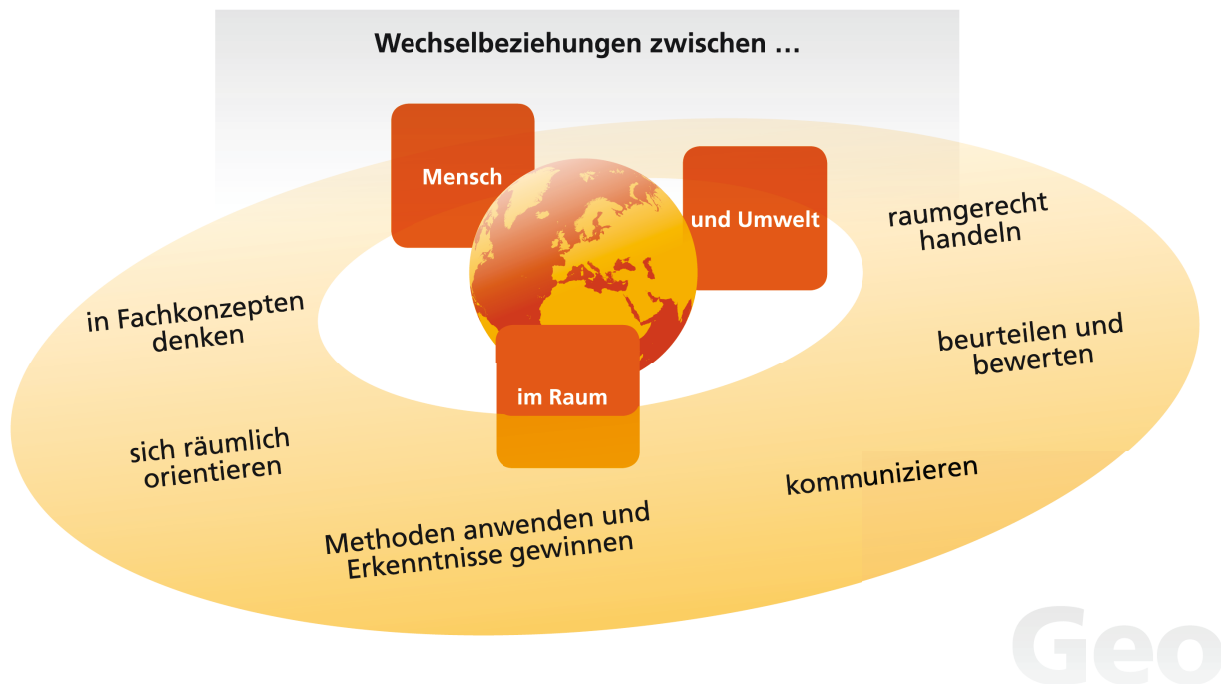 Wechselbeziehungen zwischen ...
Mensch
und Umwelt
im Raum
in Fachkonzepten
denken
sich räumlich
orientieren
Methoden anwenden und
Erkenntnisse gewinnen
kommunizieren
beurteilen und
bewerten
raumgerecht
handeln
Geo